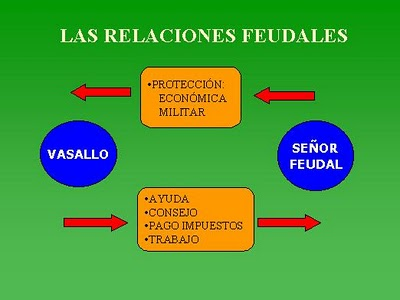 LAS RELACIONES FEUDALES
•PROTECCIÓN:
ECONÓMICA
MILITAR
VASALLO
SEÑOR
FEUDAL
•AYUDA
•CONSEJO
•PAGO IMPUESTOS
•TRABAJO